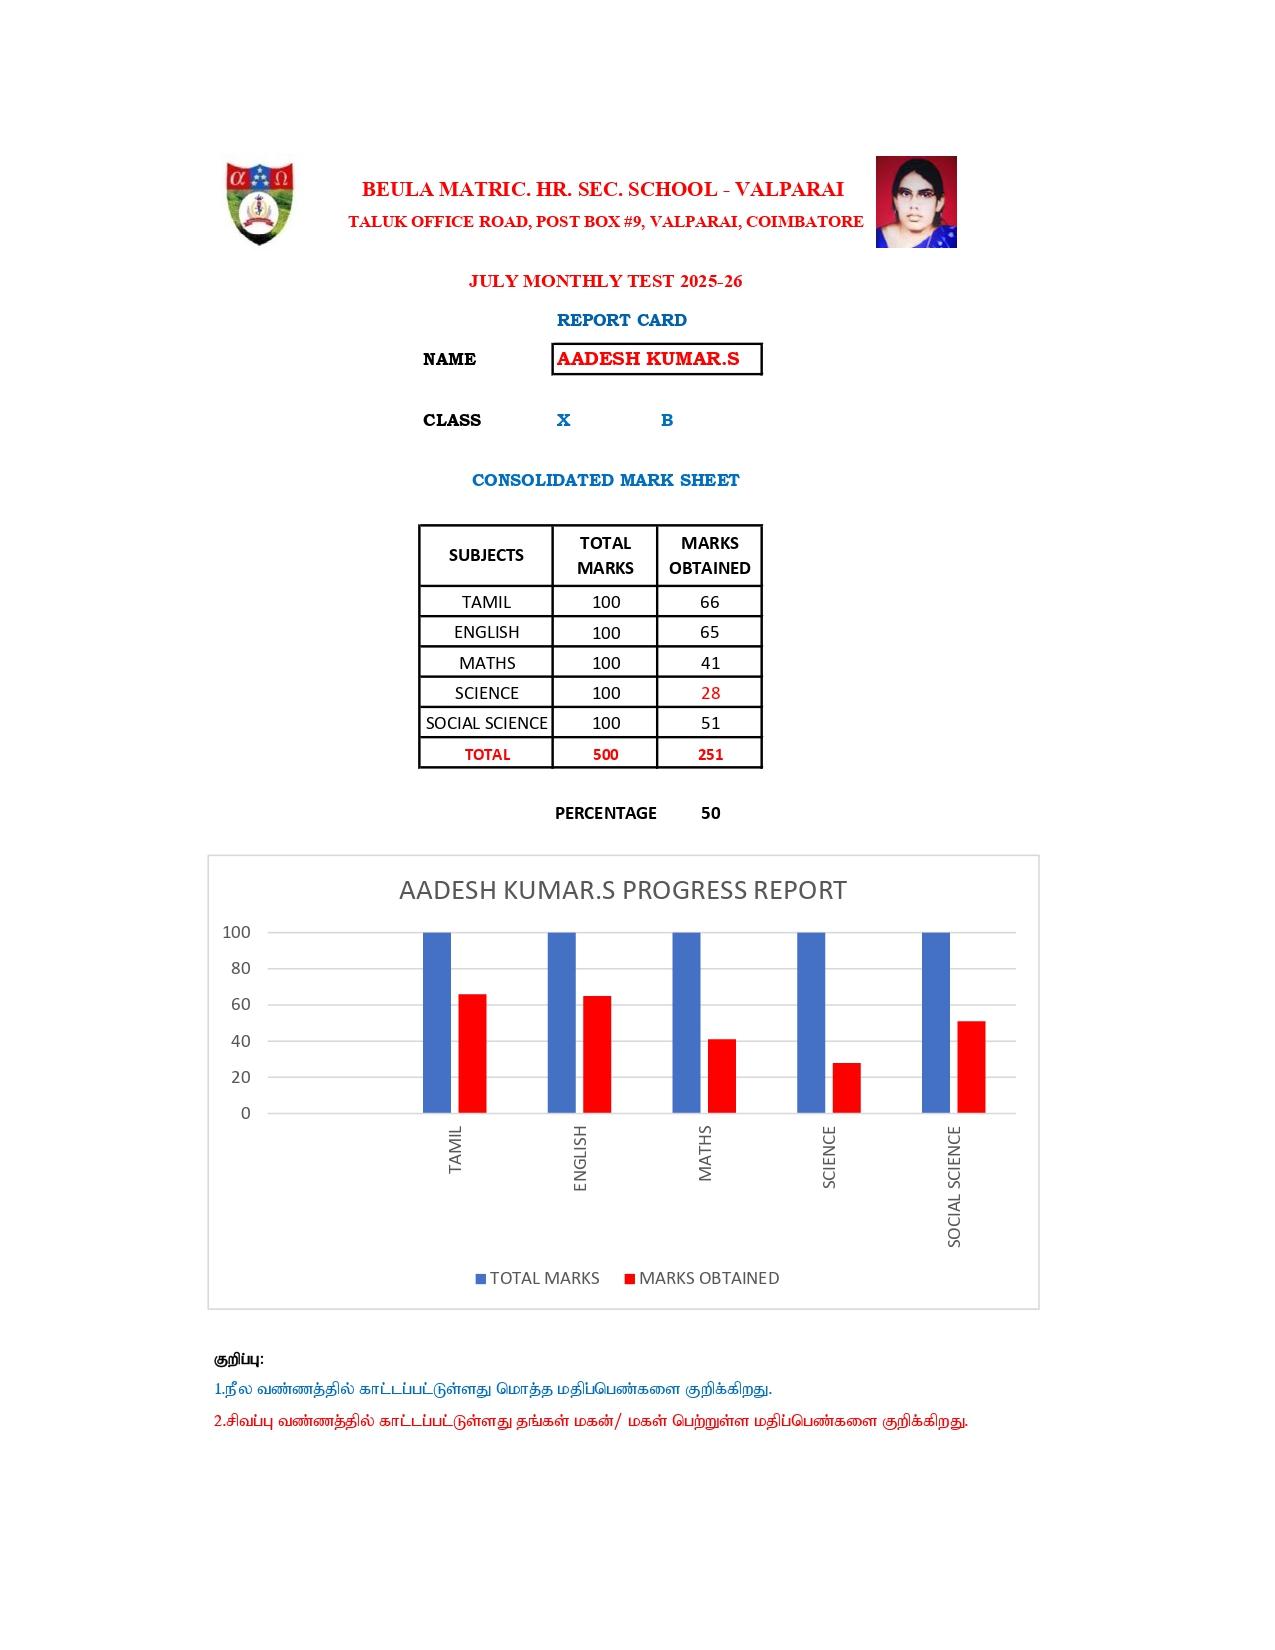 α Ω
BEULA MATRIC. HR. SEC. SCHOOL - VALPARAI
TALUK OFFICE ROAD, POST BOX #9, VALPARAI, COIMBATORE
JULY MONTHLY TEST 2025-26
REPORT CARD
NAME AADESH KUMAR.S
CLASS X B
CONSOLIDATED MARK SHEET
SUBJECTS TOTAL MARKS MARKS OBTAINED
TAMIL 100 66
ENGLISH 100 65
MATHS 100 41
SCIENCE 100 28
SOCIAL SCIENCE 100 51
TOTAL 500 251
PERCENTAGE 50
AADESH KUMAR.S PROGRESS REPORT
100
80
60
40
20
0
TAMIL ENGLISH MATHS SCIENCE SOCIAL SCIENCE
TOTAL MARKS MARKS OBTAINED
குறிப்பு:
1.நீல வண்ணத்தில் காட்டப்பட்டுள்ளது மொத்த மதிப்பெண்களை குறிக்கிறது.
2.சிவப்பு வண்ணத்தில் காட்டப்பட்டுள்ளது தங்கள் மகன்/ மகள் பெற்றுள்ள மதிப்பெண்களை குறிக்கிறது.